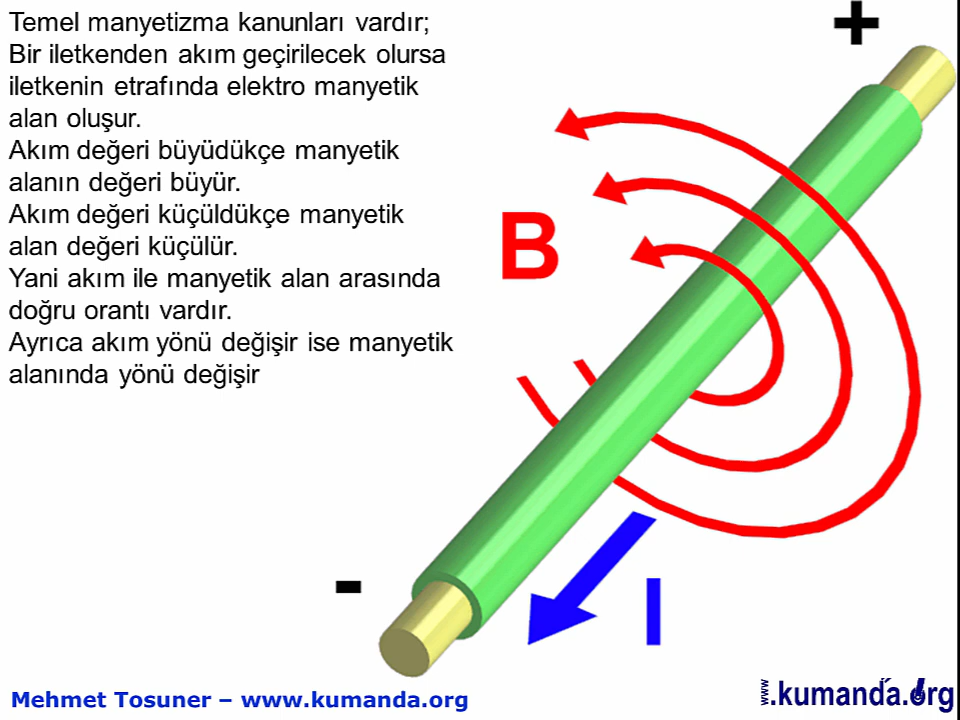 Temel manyetizma kanunları vardır;
Bir iletkenden akım geçirilecek olursa
iletkenin etrafında elektro manyetik
alan oluşur.
Akım değeri büyüdükçe manyetik
alanın değeri büyür.
Akım değeri küçüldükçe manyetik
alan değeri küçülür.
Yani akım ile manyetik alan arasında
doğru orantı vardır.
Ayrıca akım yönü değişir ise manyetik
alanında yönü değişir
+
B
-
I
Mehmet Tosuner – www.kumanda.org
www.kumanda.org